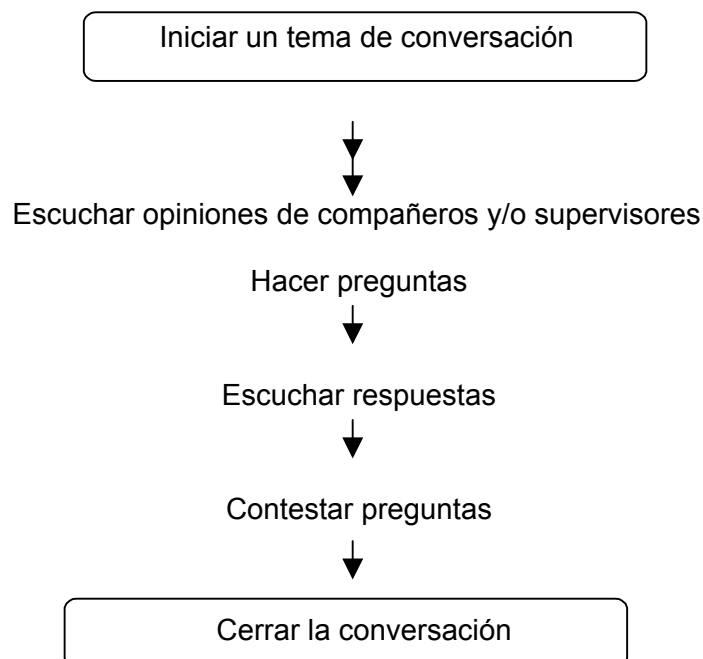 Iniciar un tema de conversación
Escuchar opiniones de compañeros y/o supervisores
Hacer preguntas
Escuchar respuestas
Contestar preguntas
Cerrar la conversación